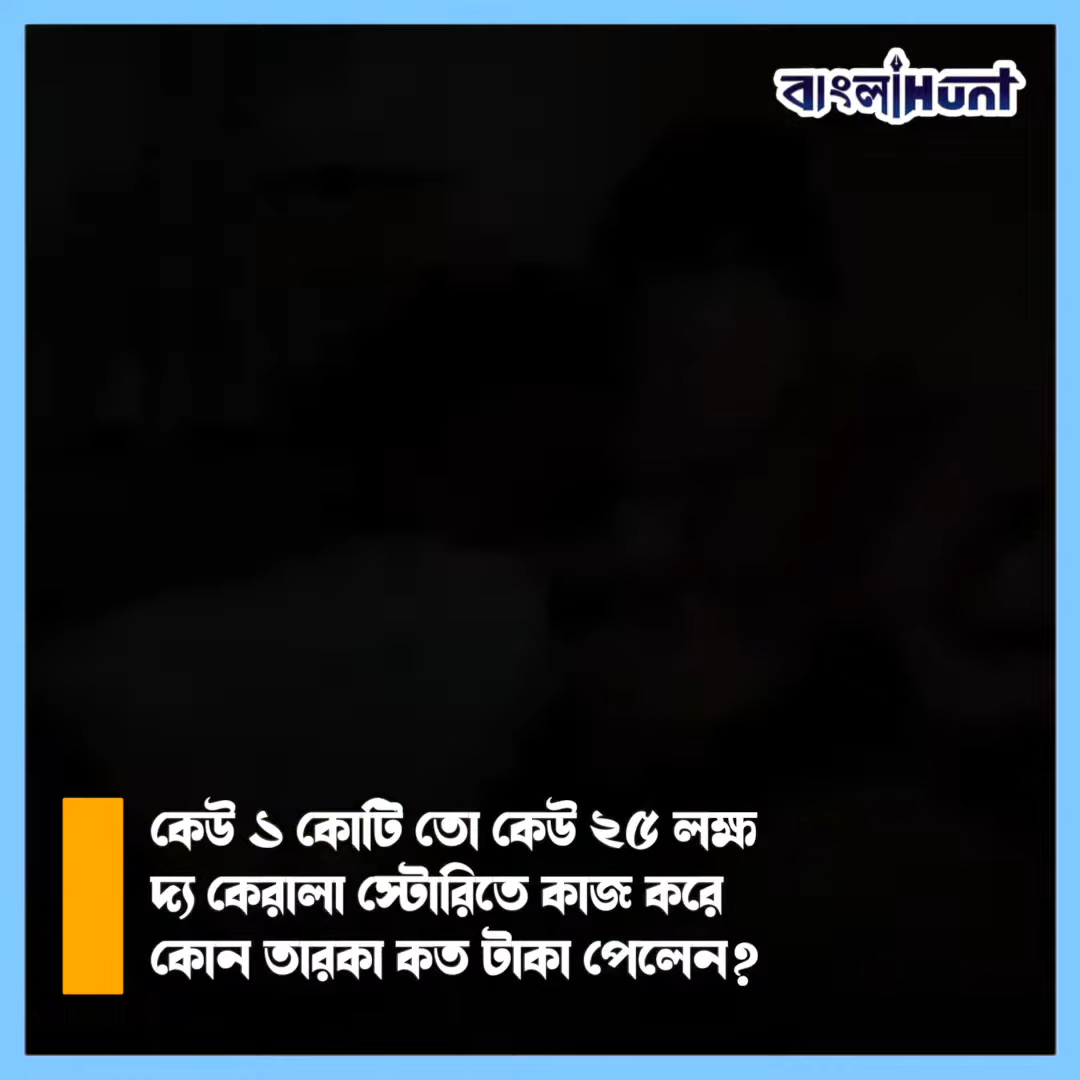 বাংলাHunt
কেউ ১ কোটি তো কেউ ২৫ লক্ষ
দ্য কেরালা স্টোরিতে কাজ করে
কোন তারকা কত টাকা পেলেন?